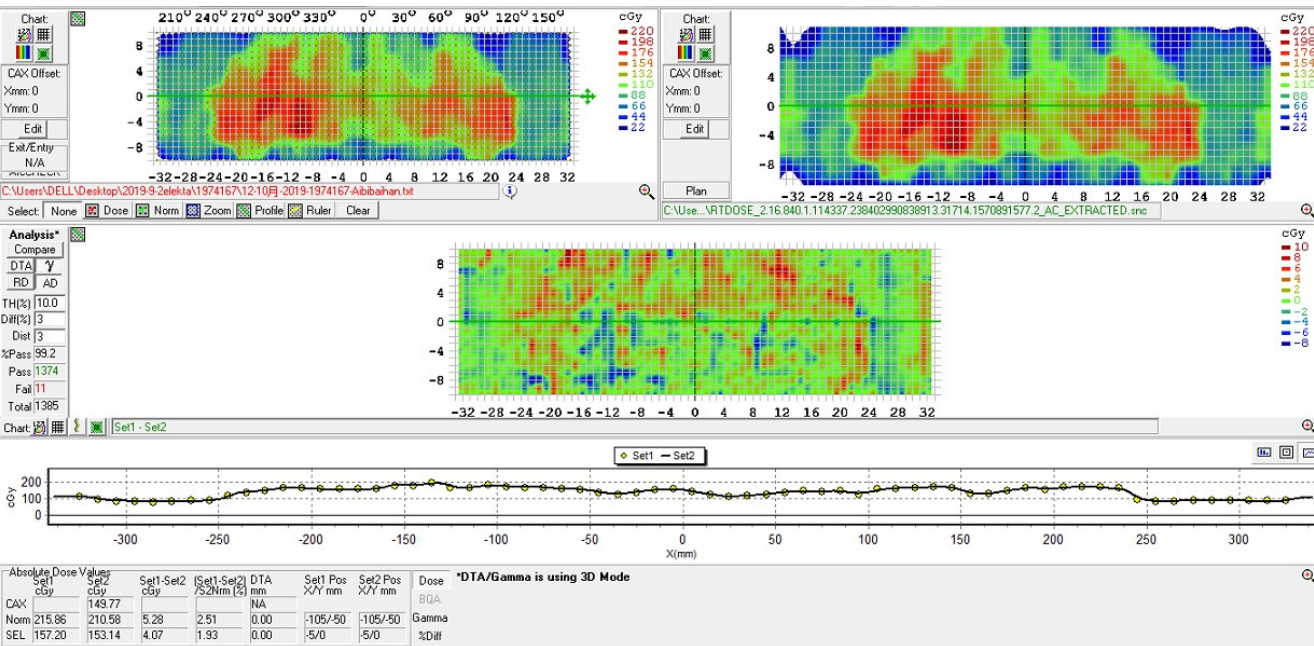 Chart:
210° 240° 270° 300° 330° 0° 30° 60° 90° 120° 150°
cGy
220
198
176
154
132
110
88
66
44
22
CAX Offset:
Xmm: 0
Ymm: 0
Edit
Exit/Entry
N/A
8
4
0
-4
-8
-32 -28 -24 -20 -16 -12 -8 -4 0 4 8 12 16 20 24 28 32
C:\Users\DELL\Desktop\2019-9-2elekta\1974167\12-10月-2019-1974167-Aibibaihan.txt
Select: None Dose Norm Zoom Profile Ruler Clear
Chart:
cGy
220
198
176
154
132
110
88
66
44
22
CAX Offset:
Xmm: 0
Ymm: 0
Edit
Plan
8
4
0
-4
-8
-32 -28 -24 -20 -16 -12 -8 -4 0 4 8 12 16 20 24 28 32
C:\Use...\RTDOSE_2.16.840.1.114337.238402990838913.31714.1570891577.2_AC_EXTRACTED.snc
Analysis*
Compare
DTA γ
RD AD
TH(%) 10.0
Diff(%) 3
Dist 3
%Pass 99.2
Pass 1374
Fail 11
Total 1385
8
4
0
-4
-8
-32 -28 -24 -20 -16 -12 -8 -4 0 4 8 12 16 20 24 28 32
cGy
10
8
6
4
2
0
-2
-4
-6
-8
Chart: Set1 - Set2
Set1 Set2
cGy
200
100
0
-300 -250 -200 -150 -100 -50 0 50 100 150 200 250 300
X(mm)
Absolute Dose Values
Set1 cGy Set2 cGy Set1-Set2 cGy (Set1-Set2) /S2Nrm (%) DTA mm Set1 Pos X/Y mm Set2 Pos X/Y mm
CAX 149.77 NA
Norm 215.86 210.58 5.28 2.51 0.00 -105/-50 -105/-50
SEL 157.20 153.14 4.07 1.93 0.00 -5/0 -5/0
Dose
BQA
Gamma
%Diff
*DTA/Gamma is using 3D Mode